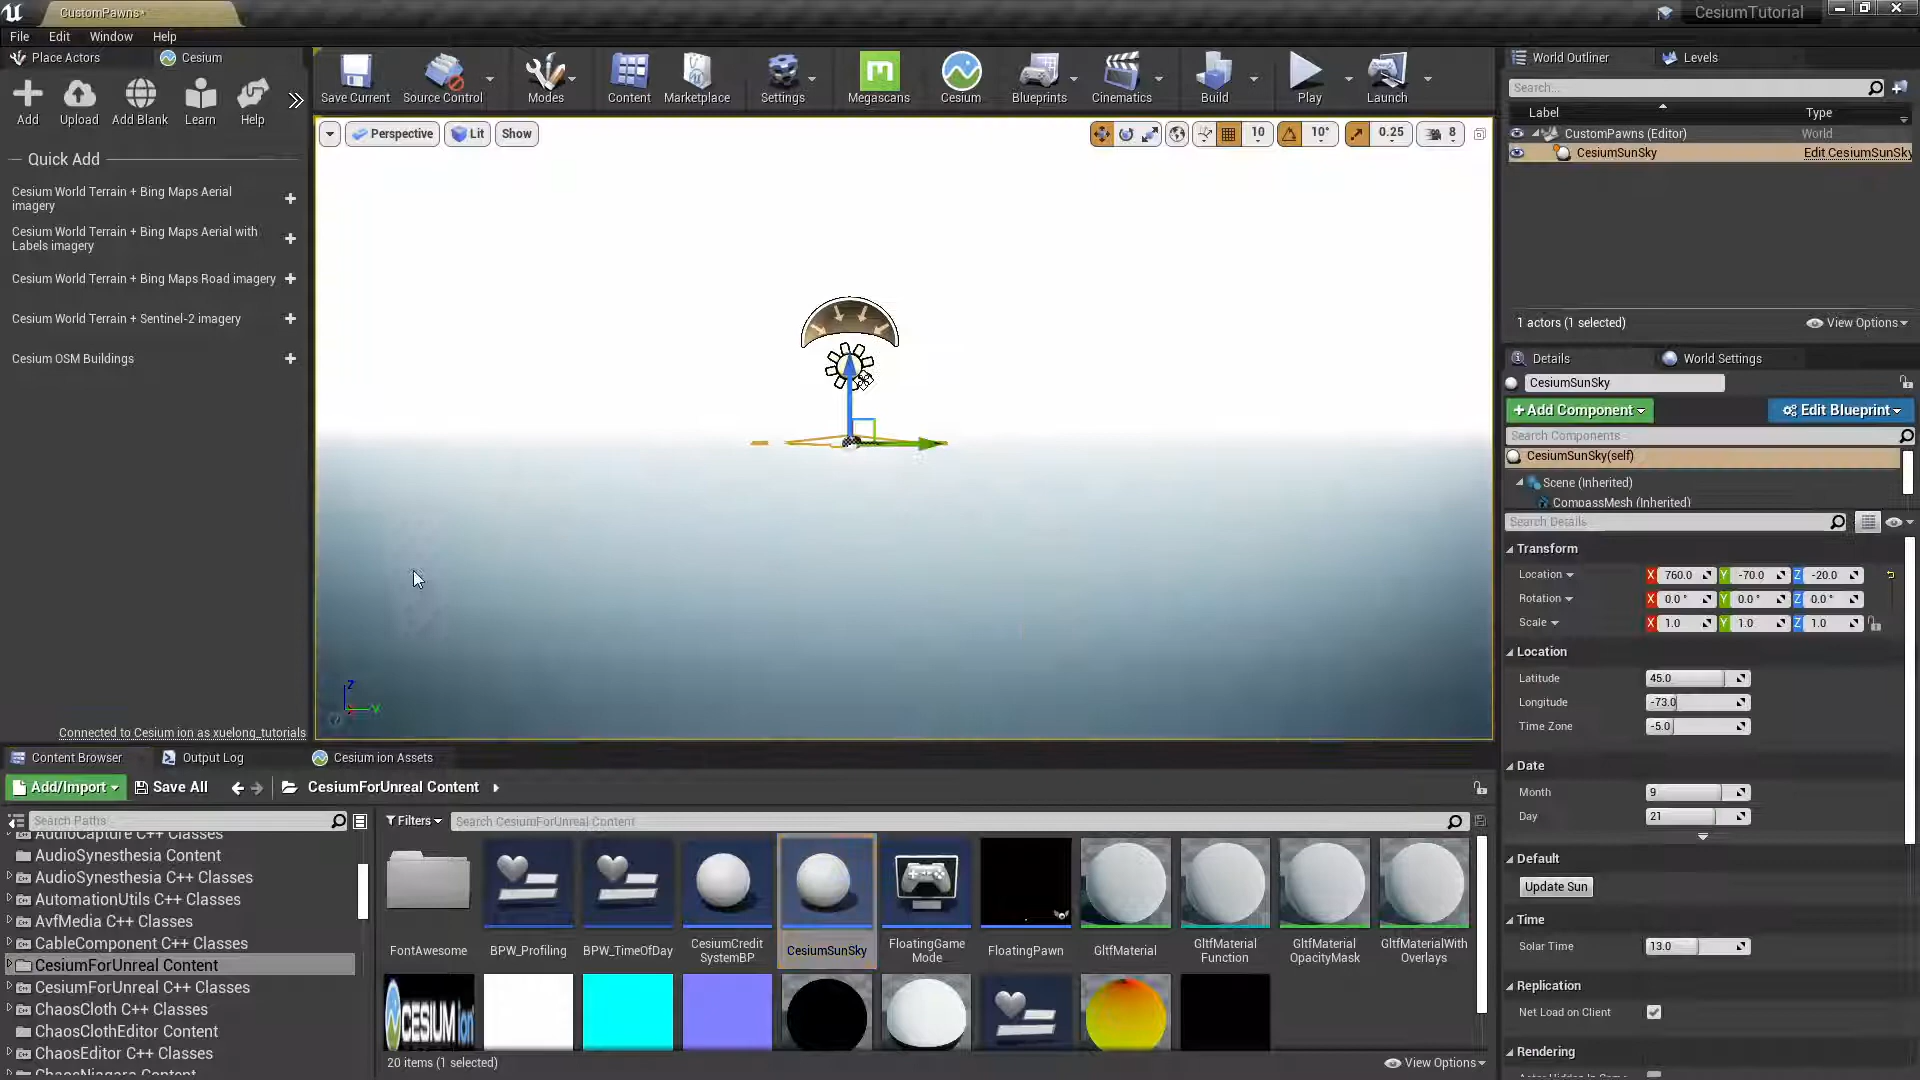 CustomPawns*
CesiumTutorial
File Edit Window Help
Place Actors Cesium
Add Upload Add Blank Learn Help
Quick Add
Cesium World Terrain + Bing Maps Aerial
imagery
Cesium World Terrain + Bing Maps Aerial with
Labels imagery
Cesium World Terrain + Bing Maps Road imagery
Cesium World Terrain + Sentinel-2 imagery
Cesium OSM Buildings
Connected to Cesium ion as xuelong_tutorials
Save Current Source Control Modes Content Marketplace Settings Megascans Cesium Blueprints Cinematics Build Play Launch
Perspective Lit Show
10 10° 0.25 8
Z
Y
World Outliner Levels
Search...
Label Type
CustomPawns (Editor) World
CesiumSunSky Edit CesiumSunSky
1 actors (1 selected) View Options
Details World Settings
CesiumSunSky
+Add Component Edit Blueprint
Search Components
CesiumSunSky(self)
Scene (Inherited)
CompassMesh (Inherited)
Search Details
Transform
Location X 760.0 Y -70.0 Z -20.0
Rotation X 0.0 ° Y 0.0 ° Z 0.0 °
Scale X 1.0 Y 1.0 Z 1.0
Location
Latitude 45.0
Longitude -73.0
Time Zone -5.0
Date
Month 9
Day 21
Default
Update Sun
Time
Solar Time 13.0
Replication
Net Load on Client
Rendering
Content Browser Output Log Cesium ion Assets
Add/Import Save All CesiumForUnreal Content
Search Paths
AudioCapture C++ Classes
AudioSynesthesia Content
AudioSynesthesia C++ Classes
AutomationUtils C++ Classes
AvfMedia C++ Classes
CableComponent C++ Classes
CesiumForUnreal Content
CesiumForUnreal C++ Classes
ChaosCloth C++ Classes
ChaosClothEditor Content
ChaosEditor C++ Classes
ChaosNiagara Content
Filters Search CesiumForUnreal Content
FontAwesome
BPW_Profiling
BPW_TimeOfDay
CesiumCredit
SystemBP
CesiumSunSky
FloatingGame
Mode
FloatingPawn
GltfMaterial
GltfMaterial
Function
GltfMaterial
OpacityMask
GltfMaterialWith
Overlays
CESIUM ion
20 items (1 selected) View Options